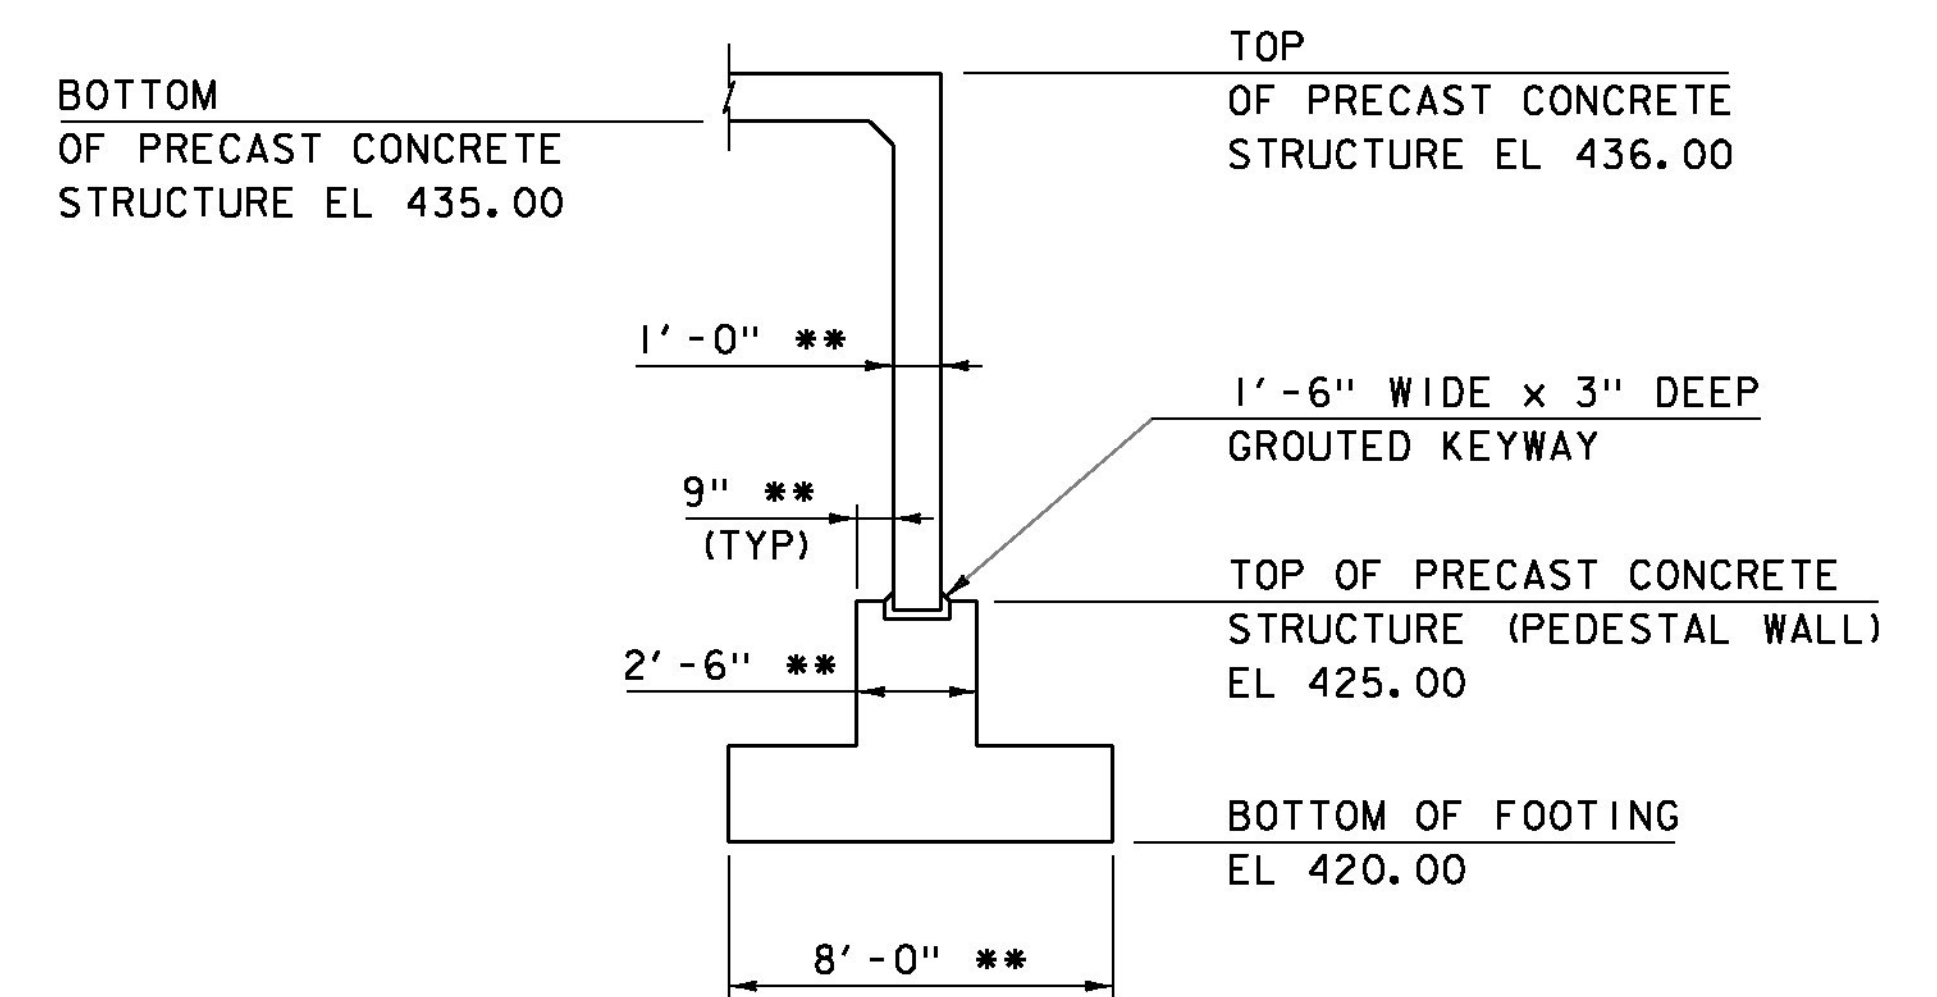 TOP
OF PRECAST CONCRETE
STRUCTURE EL 436.00
BOTTOM
OF PRECAST CONCRETE
STRUCTURE EL 435.00
1'-0" **
1'-6" WIDE x 3" DEEP
GROUTED KEYWAY
9" **
(TYP)
TOP OF PRECAST CONCRETE
STRUCTURE (PEDESTAL WALL)
EL 425.00
2'-6" **
BOTTOM OF FOOTING
EL 420.00
8'-0" **